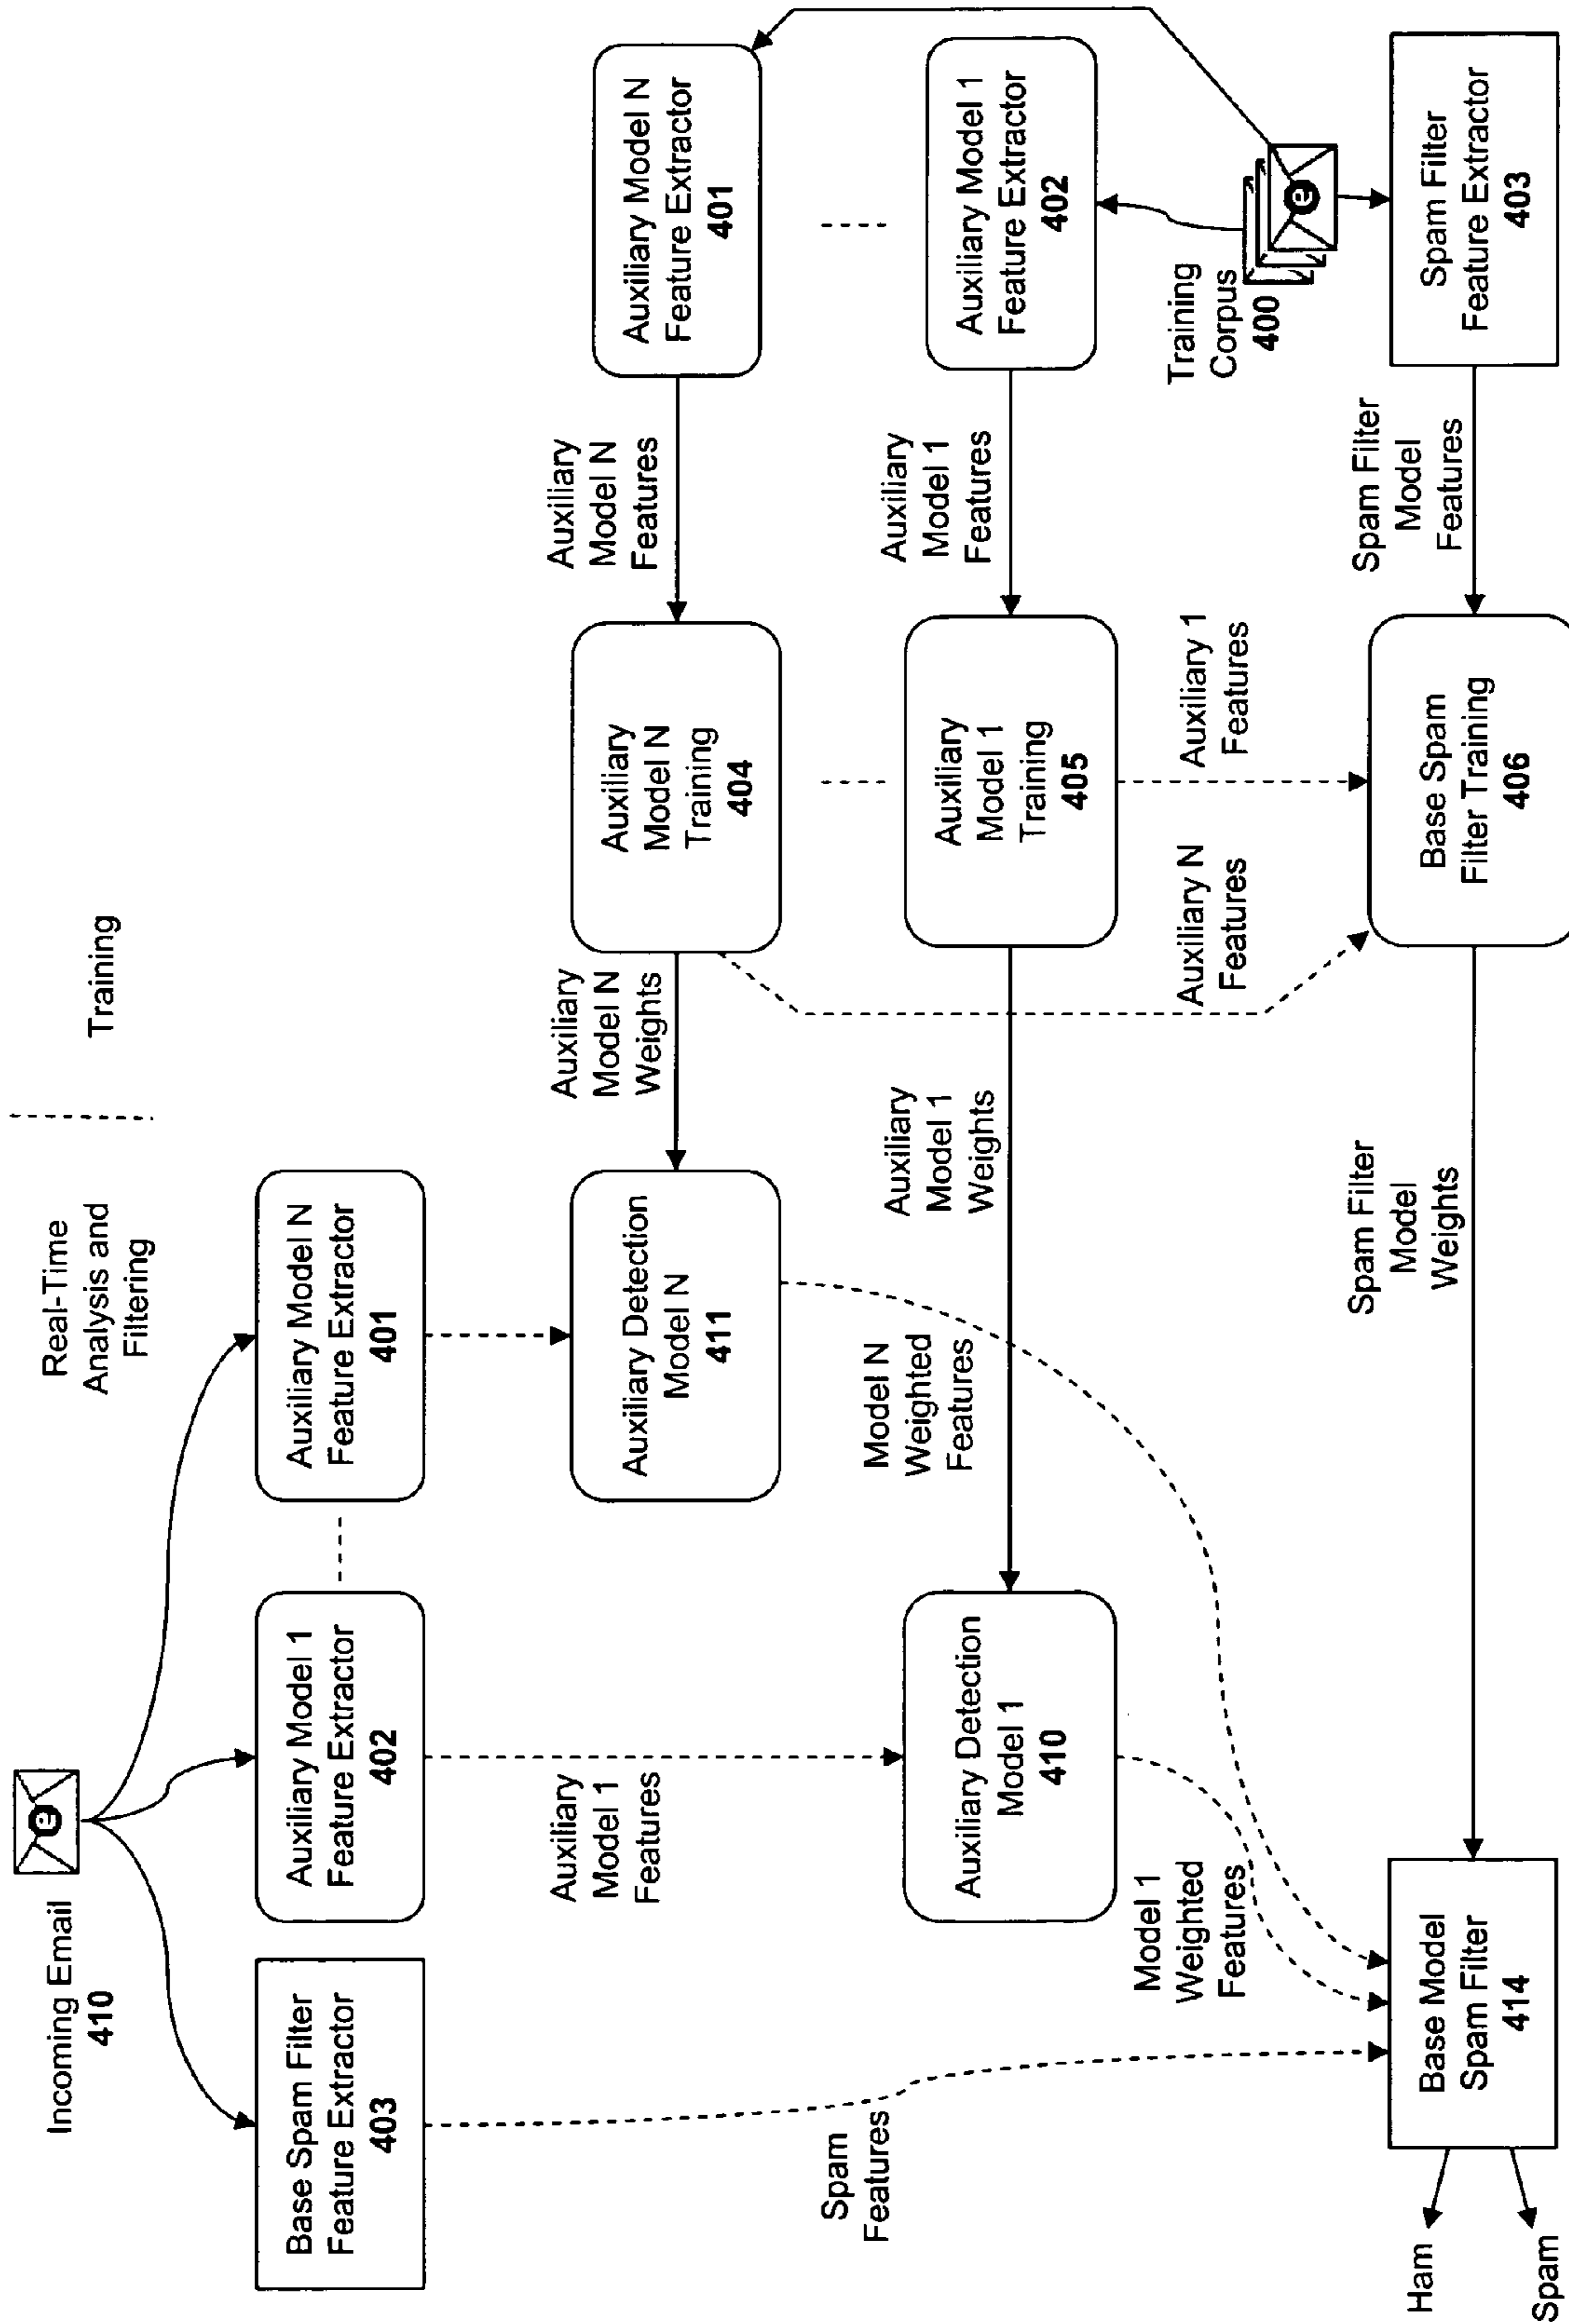 Incoming Email
410
Real-Time
Analysis and
Filtering
Training
Base Spam Filter
Feature Extractor
403
Auxiliary Model 1
Feature Extractor
402
Auxiliary Model N
Feature Extractor
401
Auxiliary
Model 1
Features
Auxiliary Detection
Model N
411
Auxiliary
Model N
Weights
Auxiliary
Model N
Training
404
Auxiliary
Model N
Features
Auxiliary Model N
Feature Extractor
401
Spam
Features
Model N
Weighted
Features
Auxiliary Detection
Model 1
410
Auxiliary
Model 1
Weights
Auxiliary
Model 1
Training
405
Auxiliary
Model 1
Features
Auxiliary Model 1
Feature Extractor
402
Model 1
Weighted
Features
Auxiliary N
Features
Auxiliary 1
Features
Training
Corpus
400
Ham
Spam
Base Model
Spam Filter
414
Spam Filter
Model
Weights
Base Spam
Filter Training
406
Spam Filter
Model
Features
Spam Filter
Feature Extractor
403
e
e